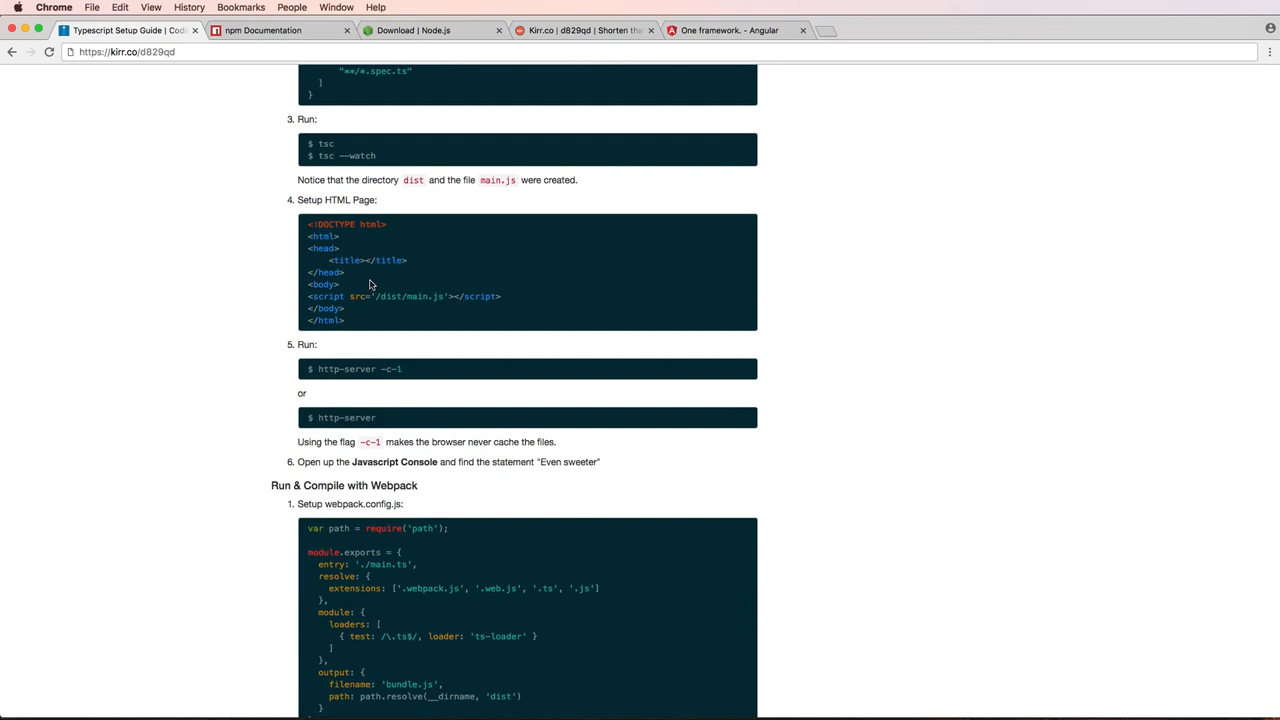 Chrome File Edit View History Bookmarks People Window Help
Typescript Setup Guide | Codi npm Documentation Download | Node.js Kirr.co | d829qd | Shorten tha One framework. - Angular
https://kirr.co/d829qd
"**/*.spec.ts"
]
}
3. Run:
$ tsc
$ tsc --watch
Notice that the directory dist and the file main.js were created.
4. Setup HTML Page:
<!DOCTYPE html>
<html>
<head>
<title></title>
</head>
<body>
<script src='/dist/main.js'></script>
</body>
</html>
5. Run:
$ http-server -c-1
or
$ http-server
Using the flag -c-1 makes the browser never cache the files.
6. Open up the Javascript Console and find the statement "Even sweeter"
Run & Compile with Webpack
1. Setup webpack.config.js:
var path = require('path');
module.exports = {
entry: './main.ts',
resolve: {
extensions: ['.webpack.js', '.web.js', '.ts', '.js']
},
module: {
loaders: [
{ test: /\.ts$/, loader: 'ts-loader' }
]
},
output: {
filename: 'bundle.js',
path: path.resolve(__dirname, 'dist')
}